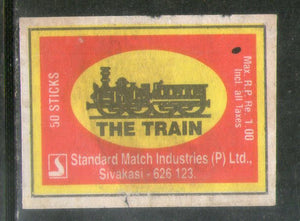 50 STICKS
THE TRAIN
Max. R.P. Re. 1.00
Incl. all Taxes
Standard Match Industries (P) Ltd.,
Sivakasi - 626 123.